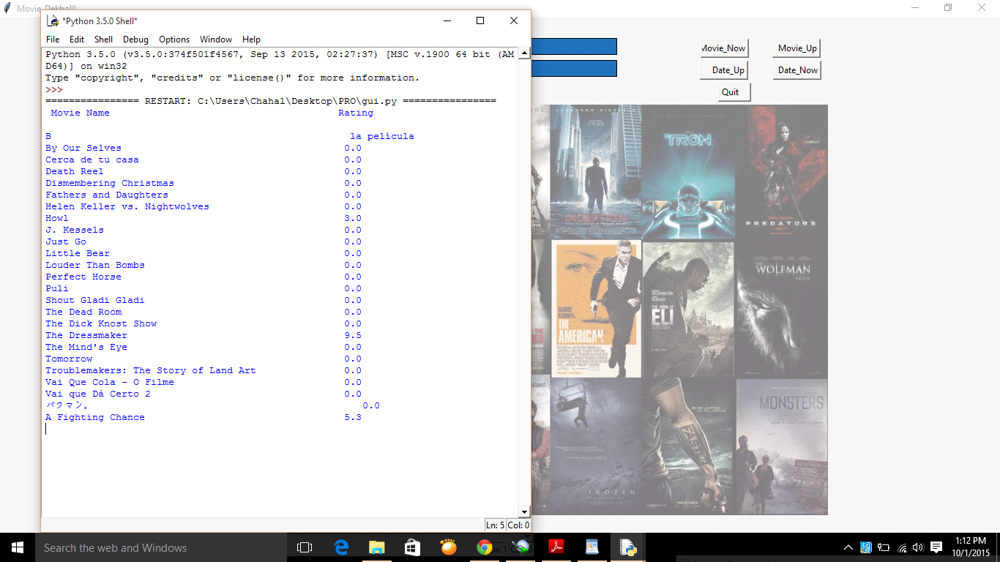 Movie Dekho!!!
*Python 3.5.0 Shell*
File Edit Shell Debug Options Window Help
Python 3.5.0 (v3.5.0:374f501f4567, Sep 13 2015, 02:27:37) [MSC v.1900 64 bit (AM
D64)] on win32
Type "copyright", "credits" or "license()" for more information.
>>>
================ RESTART: C:\Users\Chahal\Desktop\PRO\gui.py ================
Movie Name Rating
B la película
By Our Selves 0.0
Cerca de tu casa 0.0
Death Reel 0.0
Dismembering Christmas 0.0
Fathers and Daughters 0.0
Helen Keller vs. Nightwolves 0.0
Howl 3.0
J. Kessels 0.0
Just Go 0.0
Little Bear 0.0
Louder Than Bombs 0.0
Perfect Horse 0.0
Puli 0.0
Shout Gladi Gladi 0.0
The Dead Room 0.0
The Dick Knost Show 0.0
The Dressmaker 9.5
The Mind's Eye 0.0
Tomorrow 0.0
Troublemakers: The Story of Land Art 0.0
Vai Que Cola - O Filme 0.0
Vai que Dá Certo 2 0.0
バクマン。 0.0
A Fighting Chance 5.3
Ln: 5 Col: 0
Movie_Now Movie_Up
Date_Up Date_Now
Quit
INCEPTION
TRON
PREDATORS
GEORGE CLOONEY
THE AMERICAN
THE BOOK OF ELI
THE WOLFMAN
FROZEN
FASTER
MONSTERS
Search the web and Windows
1:12 PM
10/1/2015